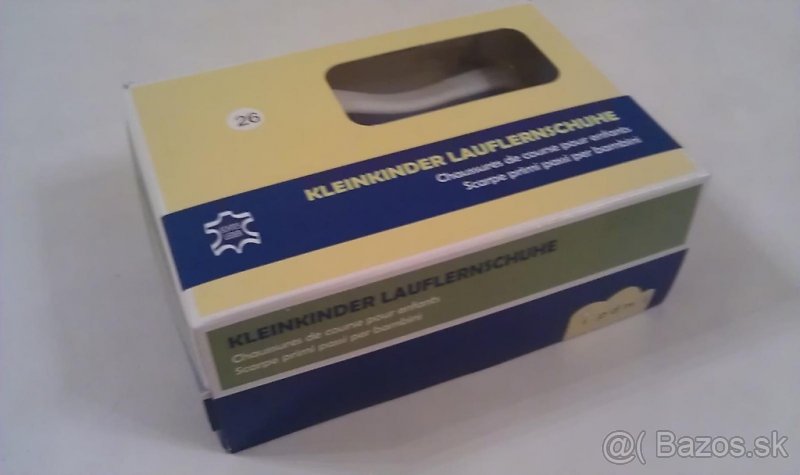 26
KLEINKINDER LAUFLERNSCHUHE
Chaussures de course pour enfants
Scarpe primi passi per bambini
KLEINKINDER LAUFLERNSCHUHE
Chaussures de course pour enfants
Scarpe primi passi per bambini
@( Bazos.sk